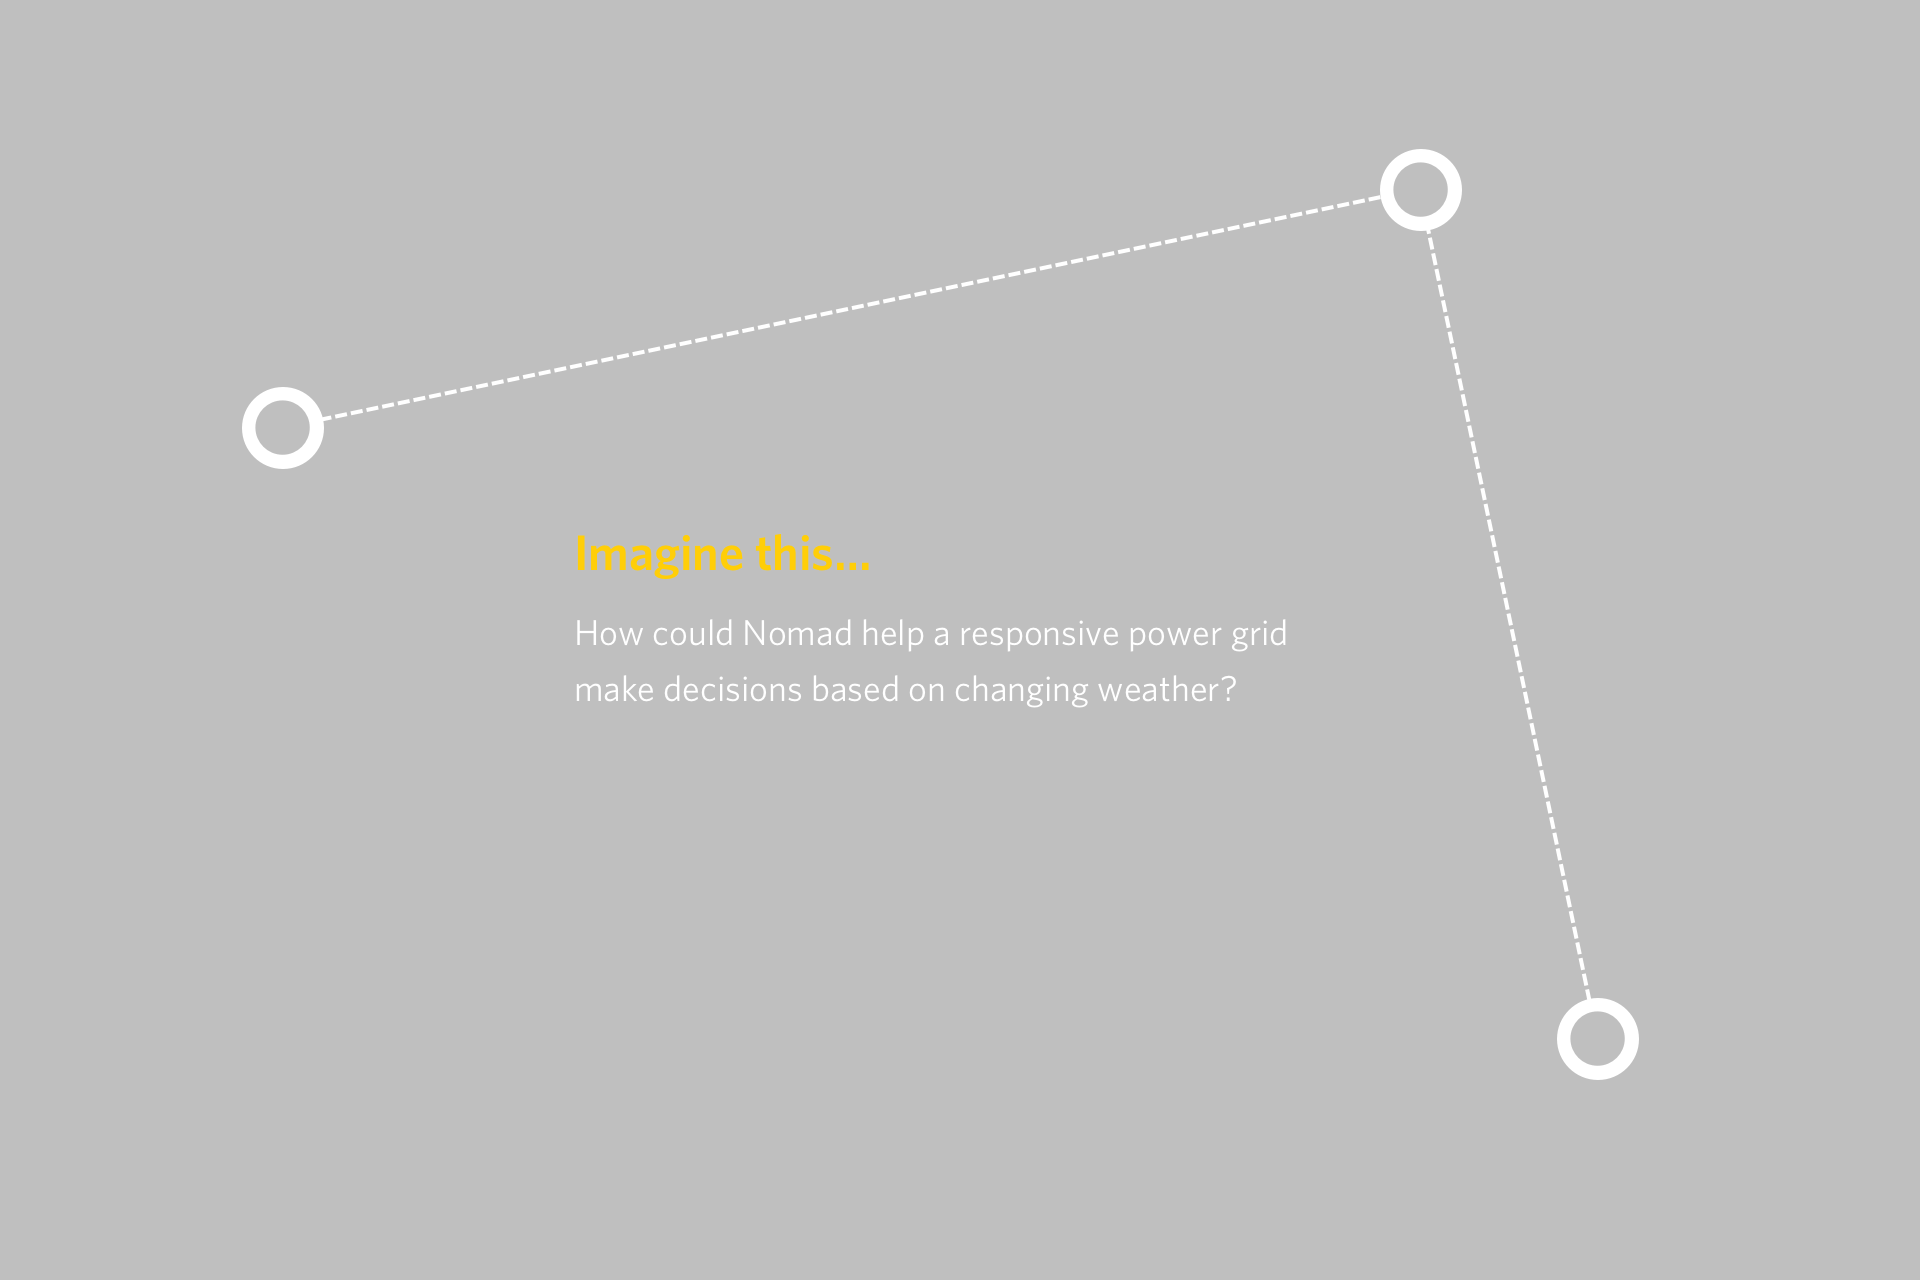 Imagine this...
How could Nomad help a responsive power grid
make decisions based on changing weather?